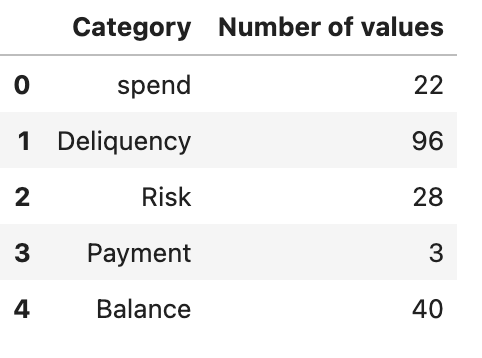 Category Number of values
0 spend 22
1 Deliquency 96
2 Risk 28
3 Payment 3
4 Balance 40